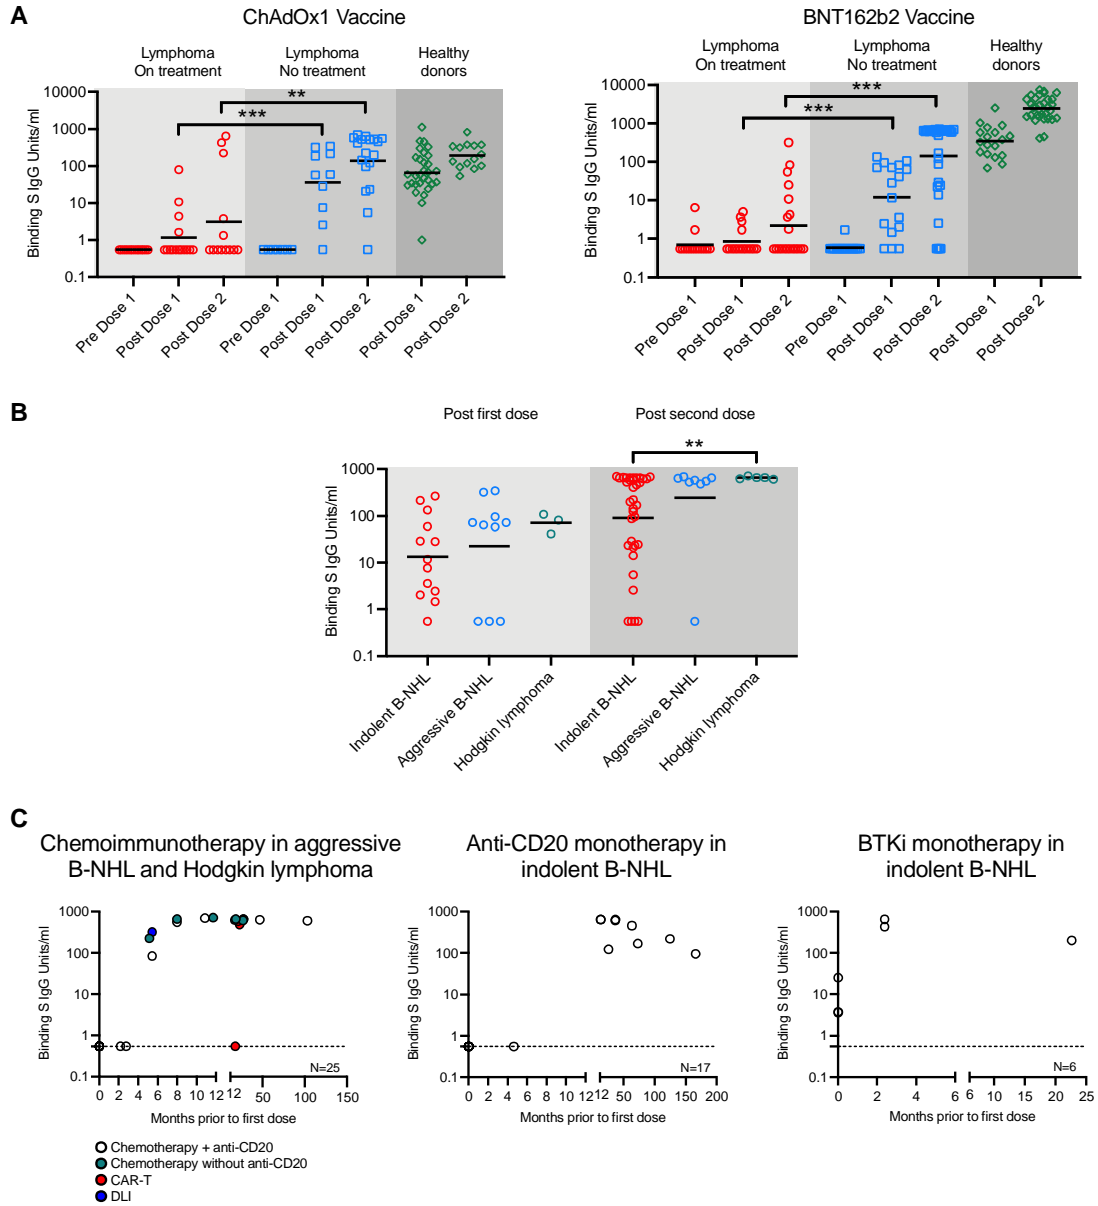 A
ChAdOx1 Vaccine
Lymphoma
On treatment
Lymphoma
No treatment
Healthy
donors
**
***
Binding S IgG Units/ml
10000
1000
100
10
1
0.1
Pre Dose 1
Post Dose 1
Post Dose 2
Pre Dose 1
Post Dose 1
Post Dose 2
Post Dose 1
Post Dose 2
BNT162b2 Vaccine
Lymphoma
On treatment
Lymphoma
No treatment
Healthy
donors
***
***
Binding S IgG Units/ml
10000
1000
100
10
1
0.1
Pre Dose 1
Post Dose 1
Post Dose 2
Pre Dose 1
Post Dose 1
Post Dose 2
Post Dose 1
Post Dose 2
B
Post first dose
Post second dose
**
Binding S IgG Units/ml
1000
100
10
1
0.1
Indolent B-NHL
Aggressive B-NHL
Hodgkin lymphoma
Indolent B-NHL
Aggressive B-NHL
Hodgkin lymphoma
C
Chemoimmunotherapy in aggressive
B-NHL and Hodgkin lymphoma
Binding S IgG Units/ml
1000
100
10
1
0.1
N=25
0 2 4 6 8 10 12 12 50 100 150
Months prior to first dose
Chemotherapy + anti-CD20
Chemotherapy without anti-CD20
CAR-T
DLI
Anti-CD20 monotherapy in
indolent B-NHL
Binding S IgG Units/ml
1000
100
10
1
0.1
N=17
0 2 4 6 8 10 12 12 50 100 150 200
Months prior to first dose
BTKi monotherapy in
indolent B-NHL
Binding S IgG Units/ml
1000
100
10
1
0.1
N=6
0 2 4 6 6 10 15 20 25
Months prior to first dose